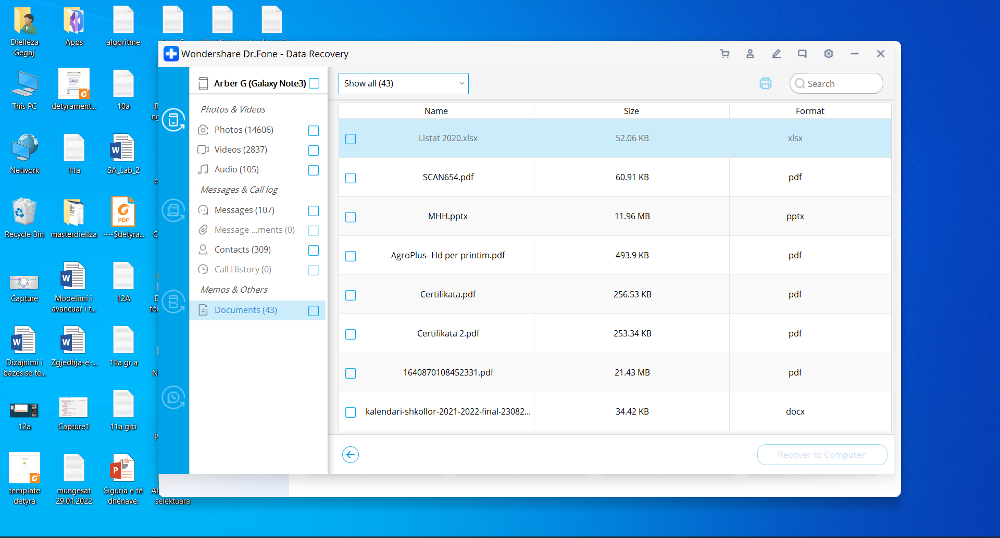 Diellëza
Gegaj
Apps
algoritme
This PC
detyrament...
10a
Network
11a
SA_Lab_2
Recycle Bin
masterdiellza
~~$detyra...
PDF
Capture
Modelimi i
avancuar i t...
12A
Dizajnimi i
bazes se te...
Zgjedhja-e-...
11a gr a
12a
Capture1
11a grb
template
detyra
mungesat
29.01.2022
Siguria e të
dhënave.
selektuara
Wondershare Dr.Fone - Data Recovery
Arber G (Galaxy Note3)
Photos & Videos
Photos (14606)
Videos (2837)
Audio (105)
Messages & Call log
Messages (107)
Message ...ments (0)
Contacts (309)
Call History (0)
Memos & Others
Documents (43)
Show all (43)
Search
Name Size Format
Listat 2020.xlsx 52.06 KB xlsx
SCAN654.pdf 60.91 KB pdf
MHH.pptx 11.96 MB pptx
AgroPlus- Hd per printim.pdf 493.9 KB pdf
Certifikata.pdf 256.53 KB pdf
Certifikata 2.pdf 253.34 KB pdf
1640870108452331.pdf 21.43 MB pdf
kalendari-shkollor-2021-2022-final-23082... 34.42 KB docx
Recover to Computer